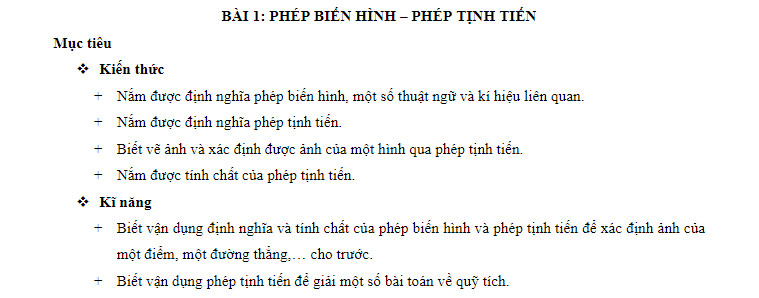 BÀI 1: PHÉP BIẾN HÌNH – PHÉP TỊNH TIẾN
Mục tiêu
❖ Kiến thức
+ Nắm được định nghĩa phép biến hình, một số thuật ngữ và kí hiệu liên quan.
+ Nắm được định nghĩa phép tịnh tiến.
+ Biết vẽ ảnh và xác định được ảnh của một hình qua phép tịnh tiến.
+ Nắm được tính chất của phép tịnh tiến.
❖ Kĩ năng
+ Biết vận dụng định nghĩa và tính chất của phép biến hình và phép tịnh tiến để xác định ảnh của
một điểm, một đường thẳng,… cho trước.
+ Biết vận dụng phép tịnh tiến để giải một số bài toán về quỹ tích.